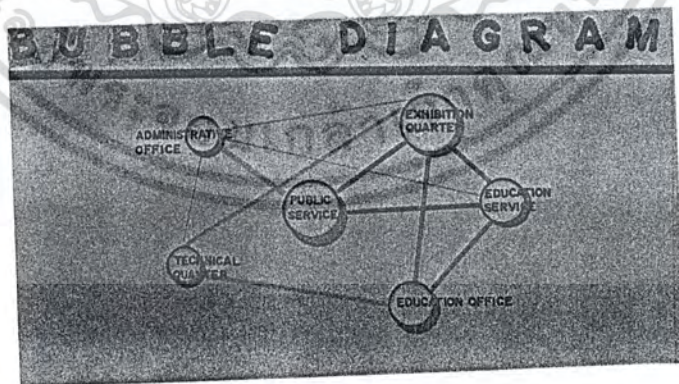 BUBBLE DIAGRAM
EXHIBITION
QUARTER
ADMINISTRATIVE
OFFICE
PUBLIC
SERVICE
EDUCATION
SERVICE
TECHNICAL
QUARTER
EDUCATION OFFICE